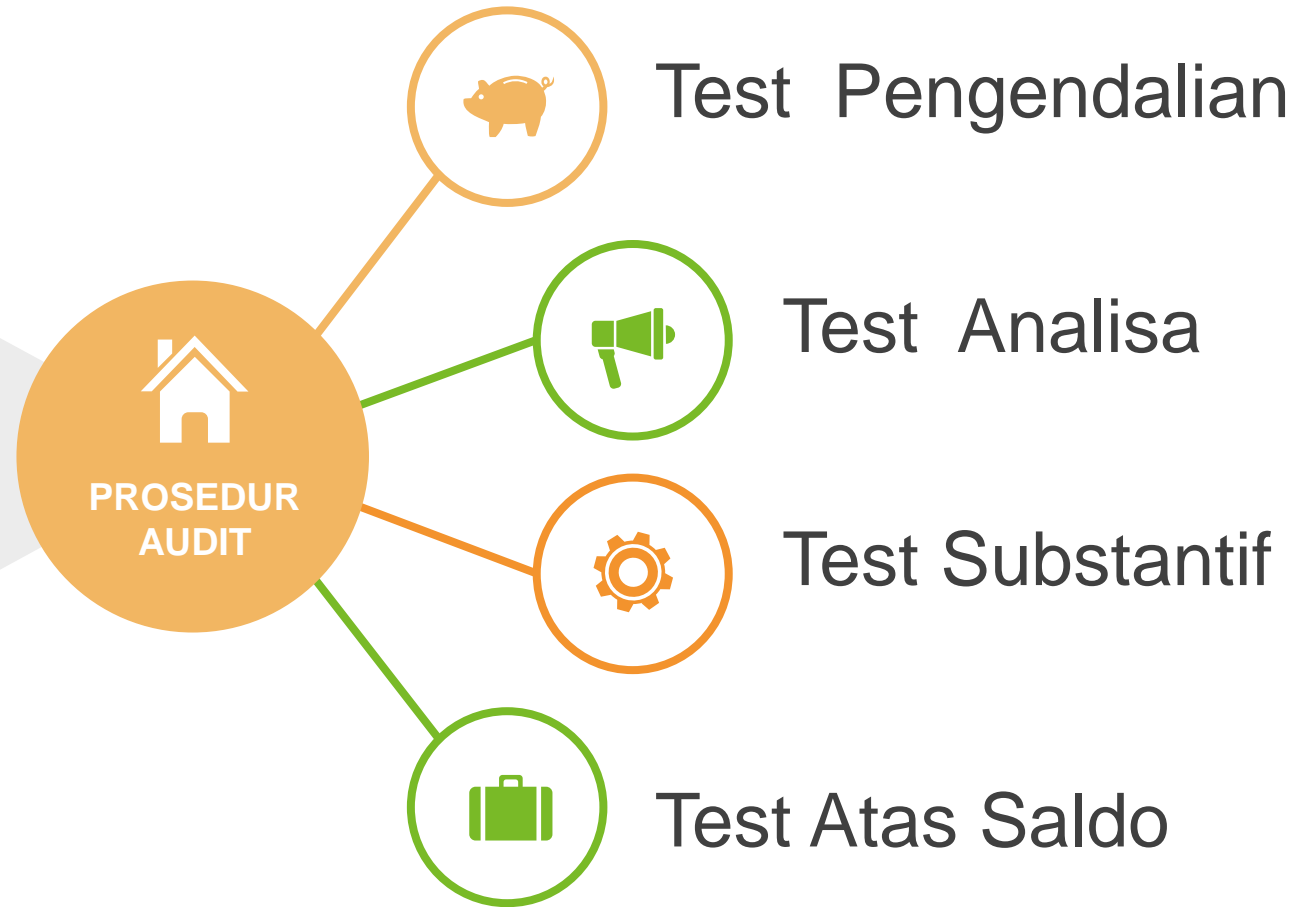 Test Pengendalian
Test Analisa
PROSEDUR
AUDIT
Test Substantif
Test Atas Saldo